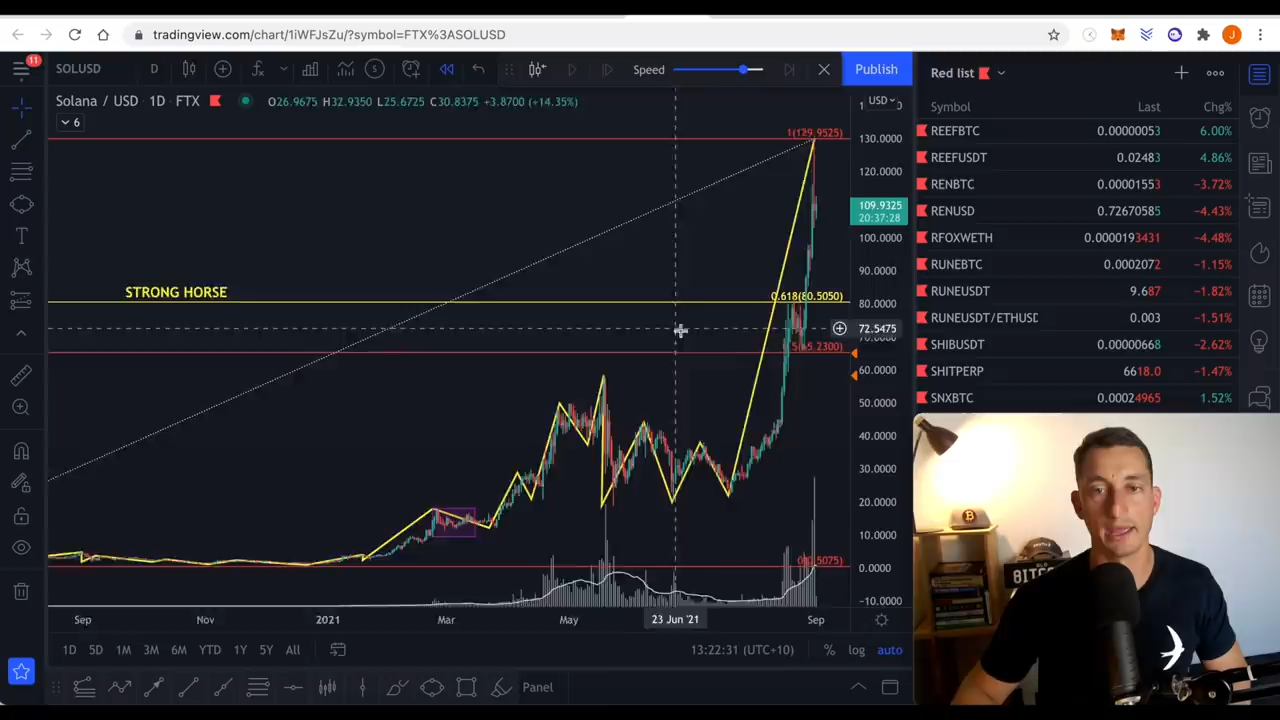 tradingview.com/chart/1iWFJsZu/?symbol=FTX%3ASOLUSD
J
11
SOLUSD
D
Speed
Publish
Red list
Solana / USD 1D FTX
O26.9675 H32.9350 L25.6725 C30.8375 +3.8700 (+14.35%)
6
USD
Symbol Last Chg%
REEFBTC 0.00000053 6.00%
REEFUSDT 0.02483 4.86%
RENBTC 0.00001553 −3.72%
RENUSD 0.72670585 −4.43%
RFOXWETH 0.0000193431 −4.48%
RUNEBTC 0.0002072 −1.15%
RUNEUSDT 9.687 −1.82%
RUNEUSDT/ETHUSD 0.003 −1.51%
SHIBUSDT 0.00000668 −2.62%
SHITPERP 6618.0 −1.47%
SNXBTC 0.00024965 1.52%
1(129.9525)
130.0000
120.0000
109.9325
20:37:28
100.0000
90.0000
STRONG HORSE
0.618(80.5050)
80.0000
72.5475
60.0000
50.0000
40.0000
30.0000
20.0000
10.0000
0.0000
−10.0000
Sep Nov 2021 Mar May 23 Jun '21 Sep
1D 5D 1M 3M 6M YTD 1Y 5Y All
13:22:31 (UTC+10)
% log auto
Panel
OLD